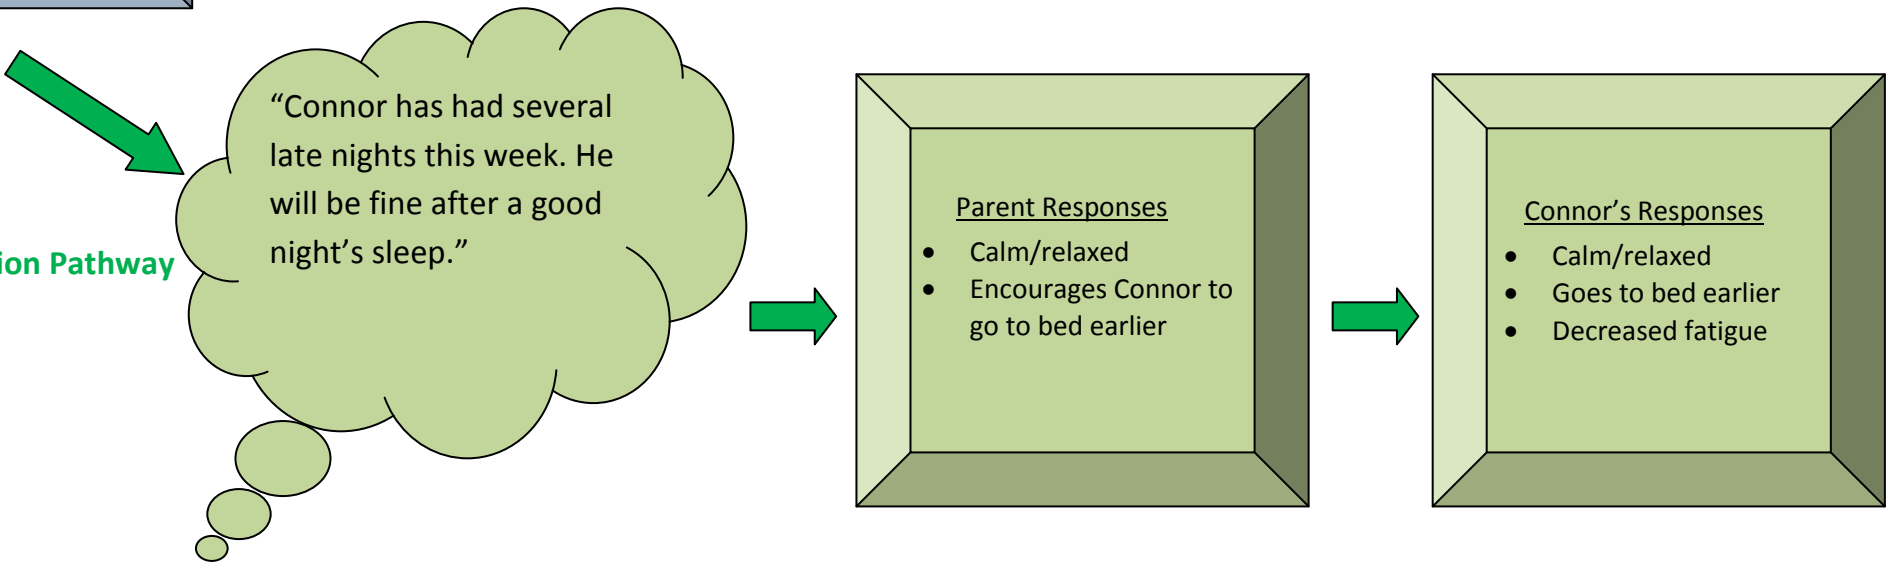 “Connor has had several
late nights this week. He
will be fine after a good
night’s sleep.”
ion Pathway
Parent Responses
• Calm/relaxed
• Encourages Connor to
go to bed earlier
Connor’s Responses
• Calm/relaxed
• Goes to bed earlier
• Decreased fatigue